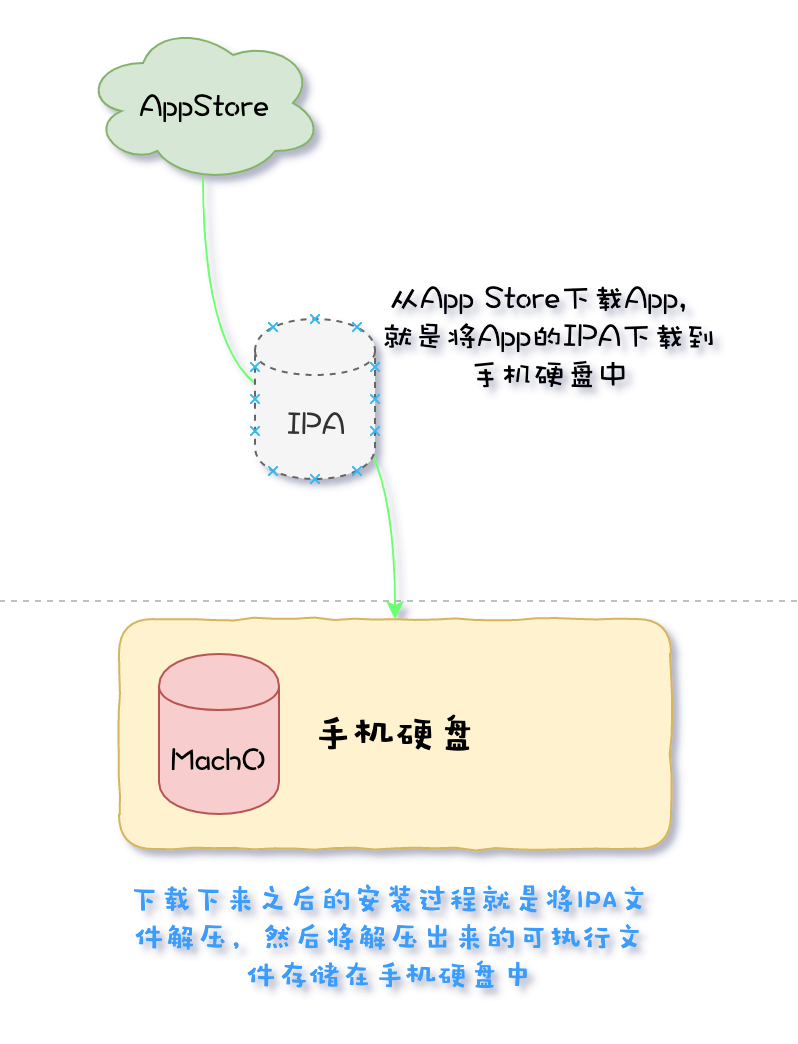 AppStore
从App Store下载App,
就是将App的IPA下载到
手机硬盘中
IPA
手机硬盘
MachO
下载下来之后的安装过程就是将IPA文
件解压，然后将解压出来的可执行文
件存储在手机硬盘中